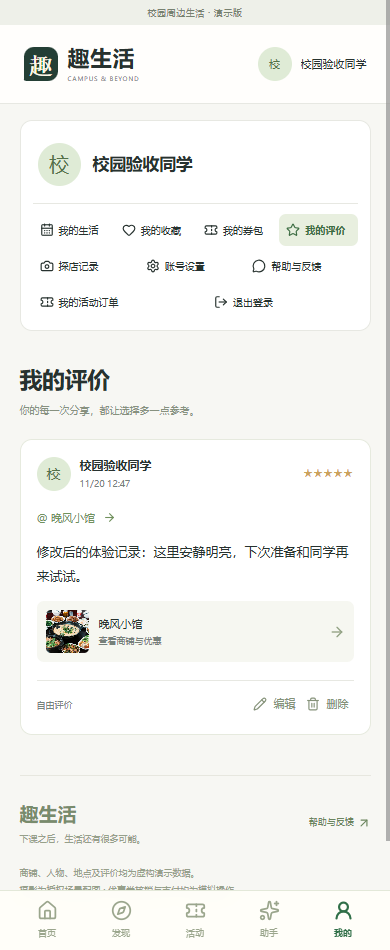 校园周边生活 · 演示版
趣 趣生活
CAMPUS & BEYOND
校 校园验收同学
校 校园验收同学
我的生活 我的收藏 我的券包 我的评价
探店记录 账号设置 帮助与反馈
我的活动订单 退出登录
我的评价
你的每一次分享，都让选择多一点参考。
校 校园验收同学 ★★★★★
11/20 12:47
@ 晚风小馆 →
修改后的体验记录：这里安静明亮，下次准备和同学再
来试试。
晚风小馆
查看商铺与优惠 →
自由评价 编辑 删除
趣生活
帮助与反馈
下课之后，生活还有很多可能。
商铺、人物、地点及评价均为虚构演示数据。
首页 发现 活动 助手 我的